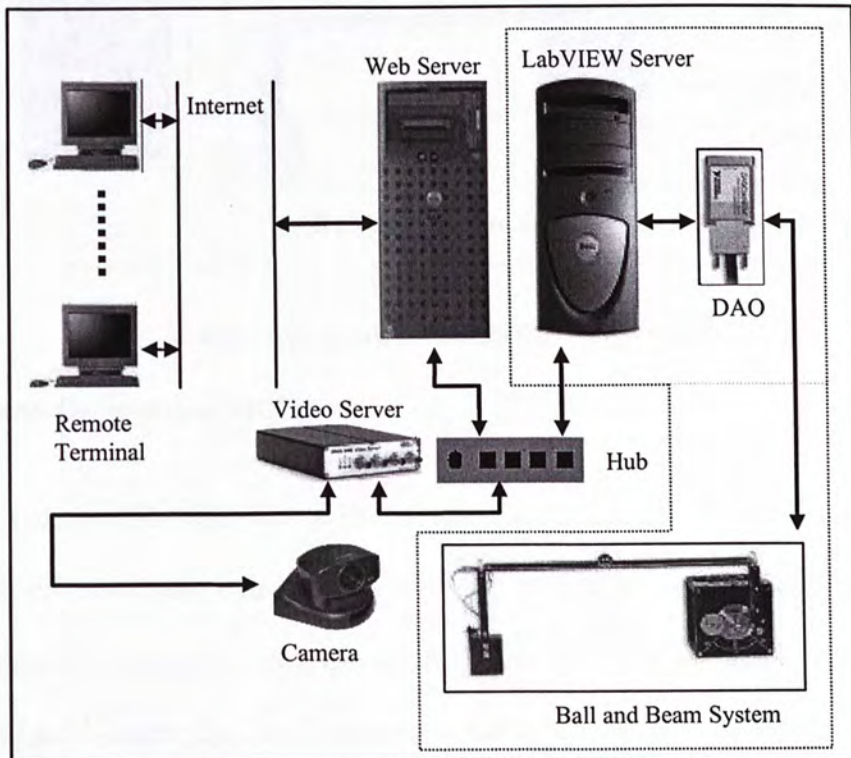 Web Server
LabVIEW Server
Internet
DAO
Remote
Terminal
Video Server
Hub
Camera
Ball and Beam System